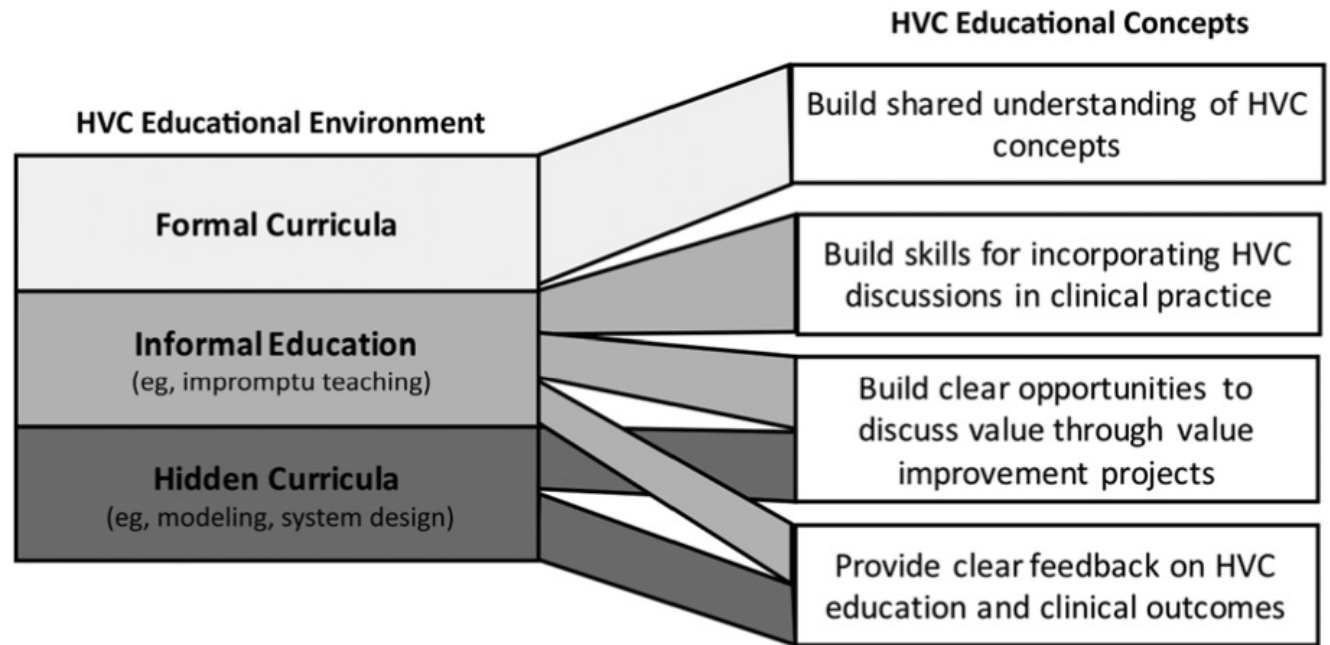 HVC Educational Environment
Formal Curricula
Informal Education
(eg, impromptu teaching)
Hidden Curricula
(eg, modeling, system design)
HVC Educational Concepts
Build shared understanding of HVC
concepts
Build skills for incorporating HVC
discussions in clinical practice
Build clear opportunities to
discuss value through value
improvement projects
Provide clear feedback on HVC
education and clinical outcomes